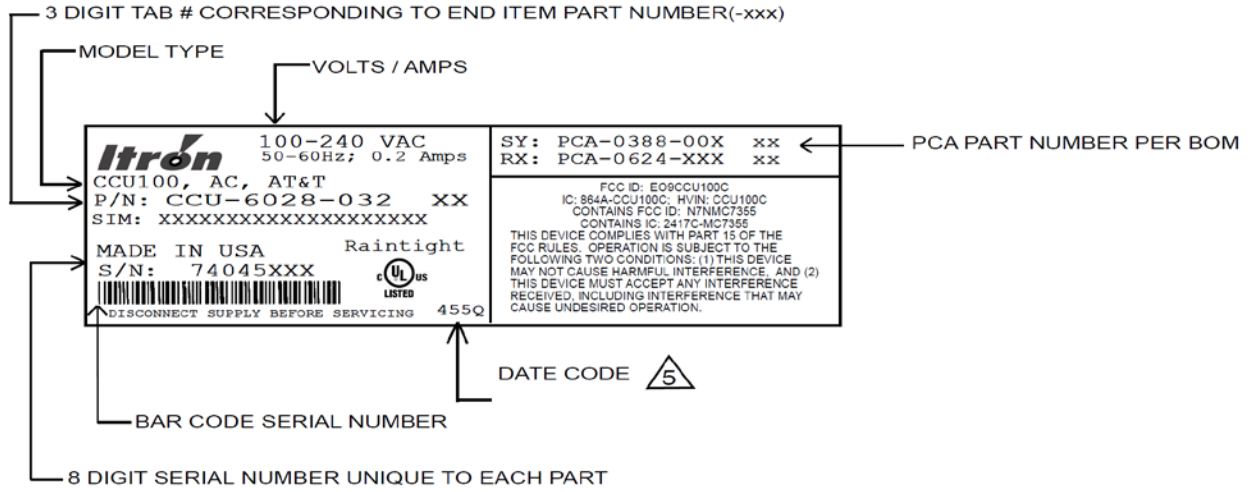 3 DIGIT TAB # CORRESPONDING TO END ITEM PART NUMBER(-xxx)
MODEL TYPE
VOLTS / AMPS
Itron
100-240 VAC
50-60Hz; 0.2 Amps
CCU100, AC, AT&T
P/N: CCU-6028-032 XX
SIM: XXXXXXXXXXXXXXXXXXXX
MADE IN USA
Raintight
S/N: 74045XXX
C UL US
LISTED
DISCONNECT SUPPLY BEFORE SERVICING 455Q
SY: PCA-0388-00X xx
RX: PCA-0624-XXX xx
PCA PART NUMBER PER BOM
FCC ID: EO9CCU100C
IC: 864A-CCU100C; HVIN: CCU100C
CONTAINS FCC ID: N7NMC7355
CONTAINS IC: 2417C-MC7355
THIS DEVICE COMPLIES WITH PART 15 OF THE
FCC RULES. OPERATION IS SUBJECT TO THE
FOLLOWING TWO CONDITIONS: (1) THIS DEVICE
MAY NOT CAUSE HARMFUL INTERFERENCE, AND (2)
THIS DEVICE MUST ACCEPT ANY INTERFERENCE
RECEIVED, INCLUDING INTERFERENCE THAT MAY
CAUSE UNDESIRED OPERATION.
DATE CODE 5
BAR CODE SERIAL NUMBER
8 DIGIT SERIAL NUMBER UNIQUE TO EACH PART